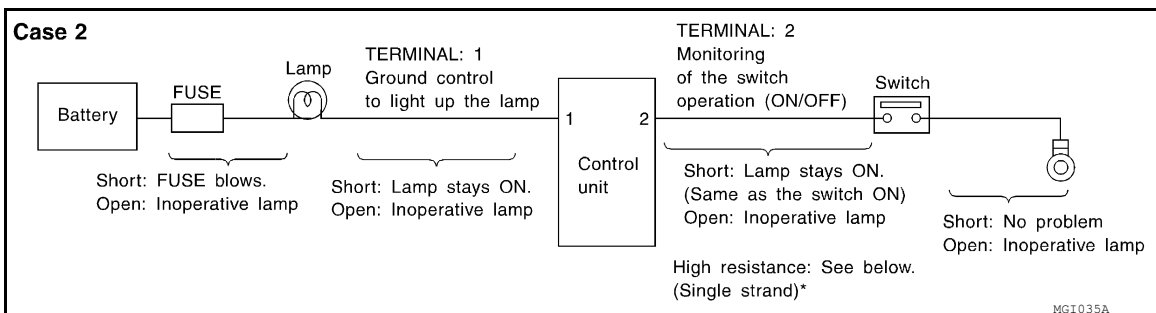 Case 2
Battery
FUSE
Lamp
TERMINAL: 1
Ground control
to light up the lamp
1
2
Control
unit
TERMINAL: 2
Monitoring
of the switch
operation (ON/OFF)
Switch
Short: FUSE blows.
Open: Inoperative lamp
Short: Lamp stays ON.
Open: Inoperative lamp
Short: Lamp stays ON.
(Same as the switch ON)
Open: Inoperative lamp
High resistance: See below.
(Single strand)*
Short: No problem
Open: Inoperative lamp
MGI035A